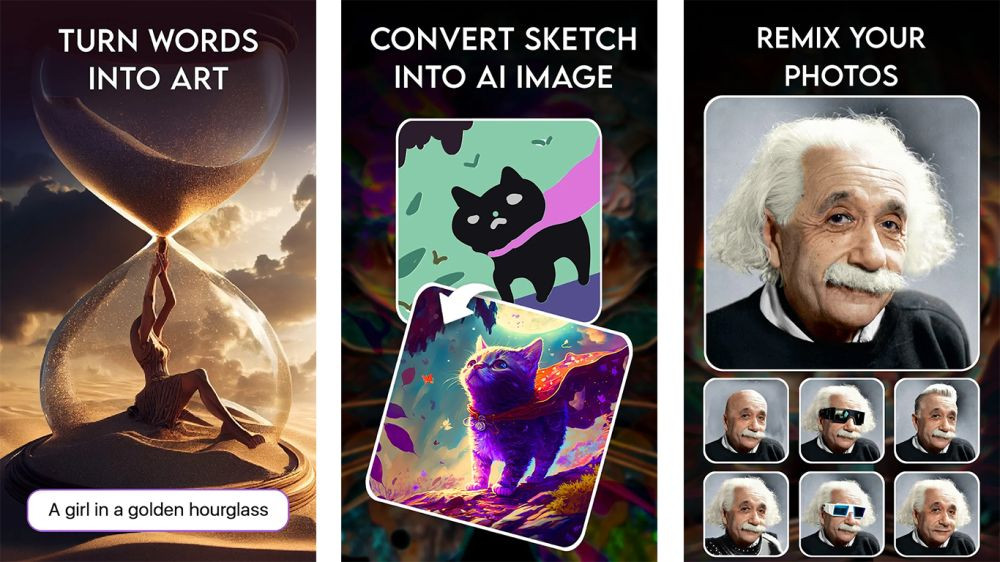 TURN WORDS
INTO ART
A girl in a golden hourglass
CONVERT SKETCH
INTO AI IMAGE
REMIX YOUR
PHOTOS